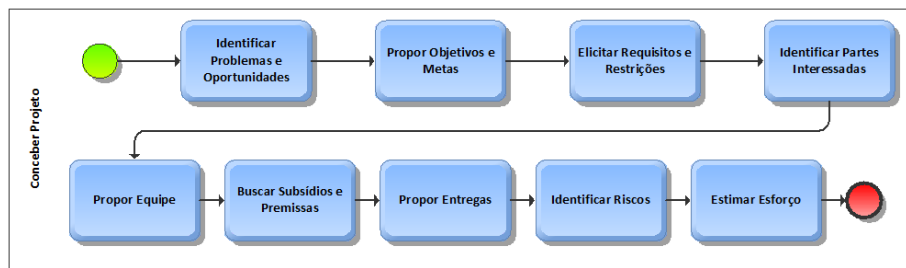 Conceber Projeto
Identificar
Problemas e
Oportunidades
Propor Objetivos e
Metas
Elicitar Requisitos e
Restrições
Identificar Partes
Interessadas
Propor Equipe
Buscar Subsídios e
Premissas
Propor Entregas
Identificar Riscos
Estimar Esforço